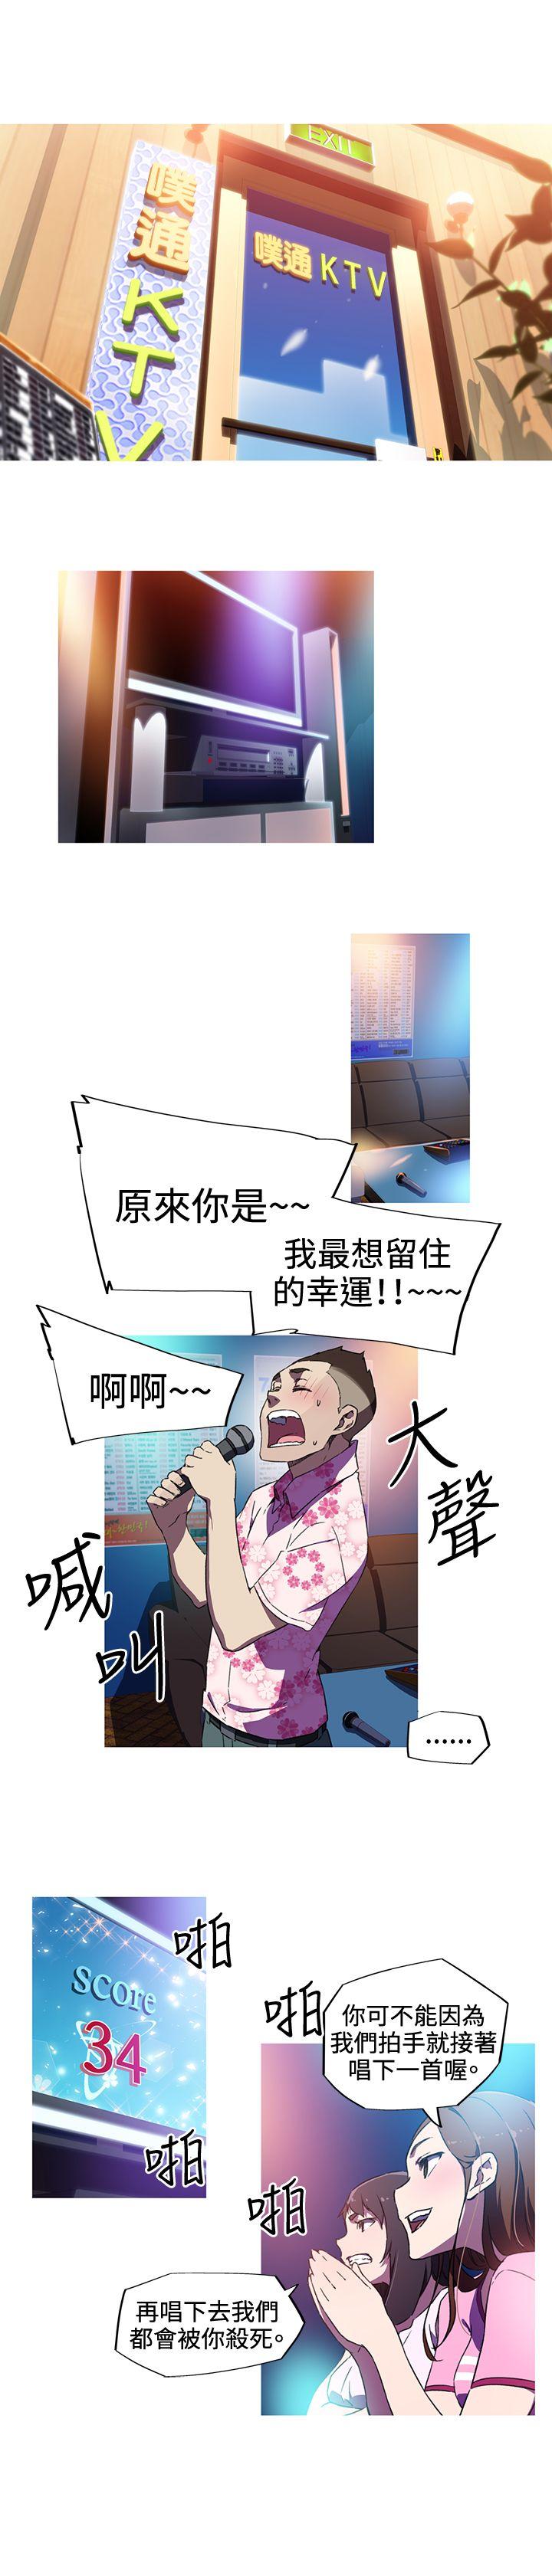 EXIT
噗通KTV
噗通KTV
原來你是~~
我最想留住
的幸運!!~~~
啊啊~~
大聲
喊叫
……
啪
score
34
啪
你可不能因為
我們拍手就接著
唱下一首喔。
啪
啪
再唱下去我們
都會被你殺死。